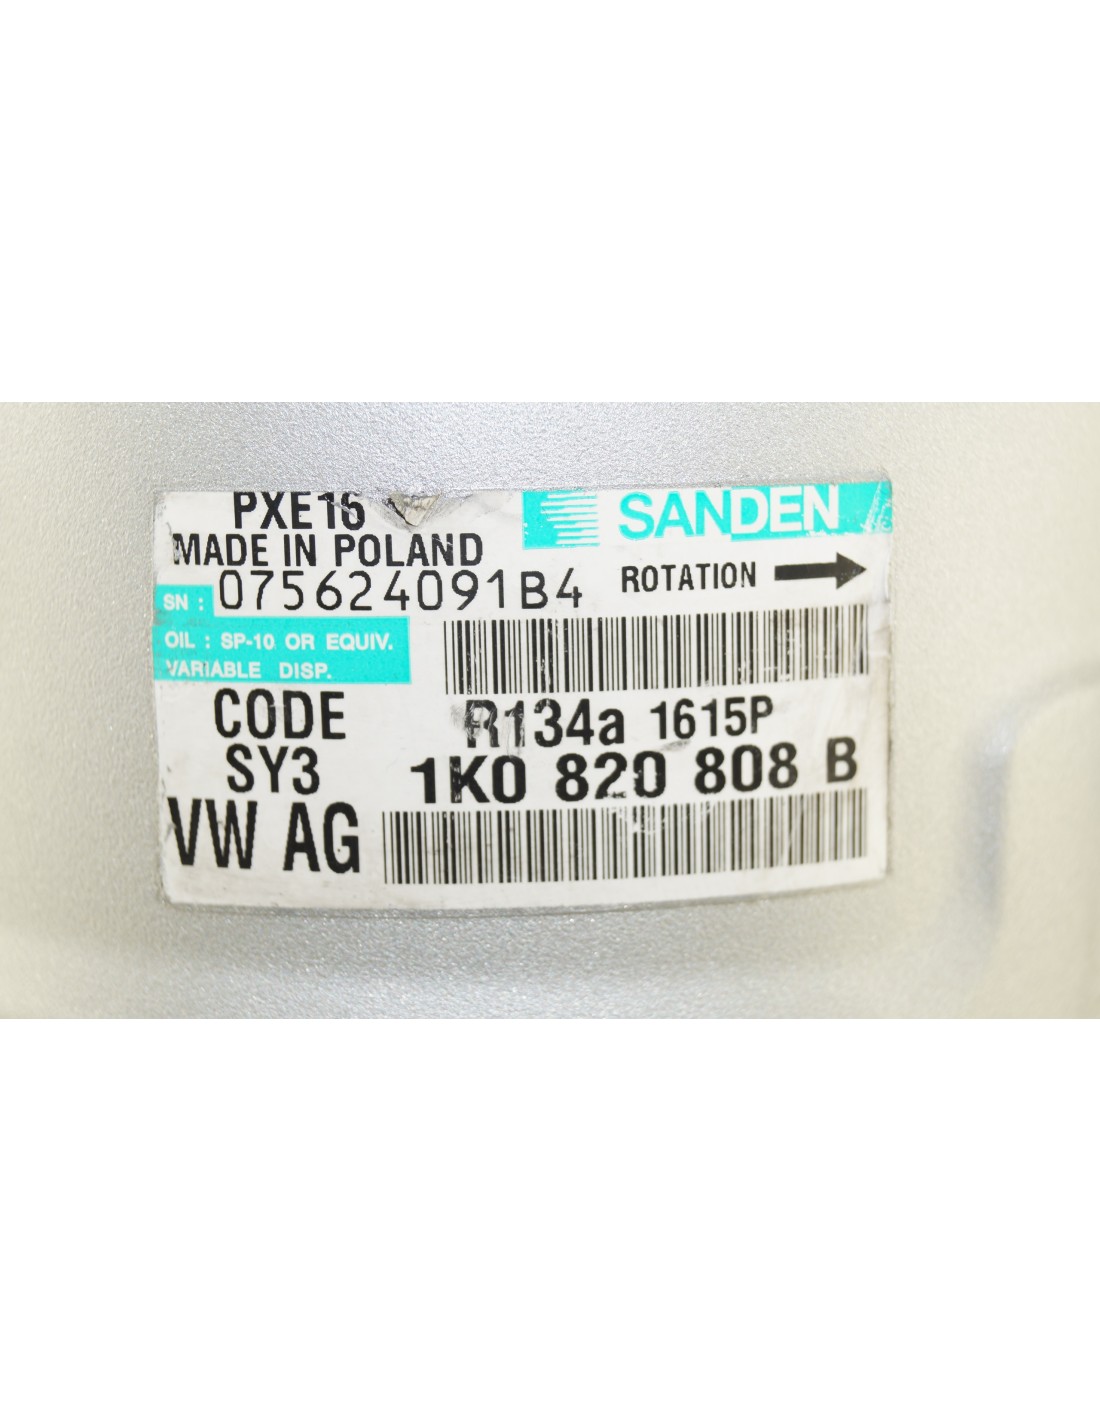 PXE16
SANDEN
MADE IN POLAND
SN : 075624091B4
ROTATION
OIL : SP-10 OR EQUIV.
VARIABLE DISP.
CODE
R134a 1615P
SY3
1K0 820 808 B
VW AG